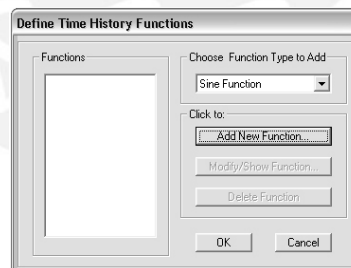 Define Time History Functions
Functions
Choose Function Type to Add
Sine Function
Click to:
Add New Function...
Modify/Show Function...
Delete Function
OK
Cancel